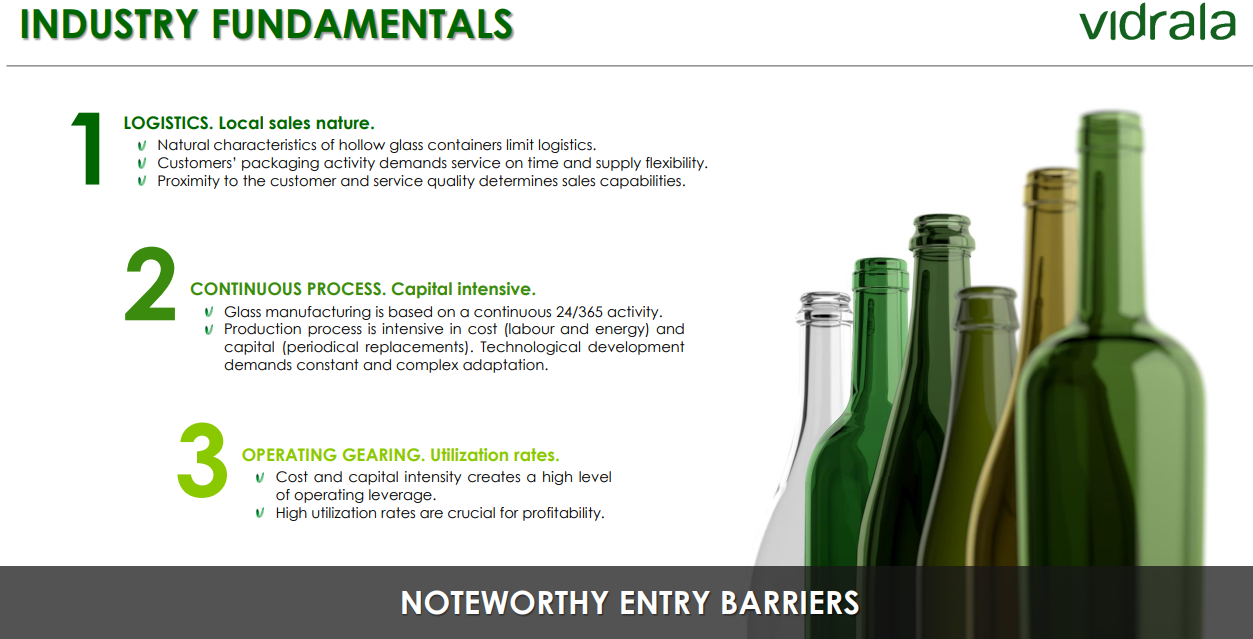 INDUSTRY FUNDAMENTALS
vidrala
1
LOGISTICS. Local sales nature.
Natural characteristics of hollow glass containers limit logistics.
Customers’ packaging activity demands service on time and supply flexibility.
Proximity to the customer and service quality determines sales capabilities.
2
CONTINUOUS PROCESS. Capital intensive.
Glass manufacturing is based on a continuous 24/365 activity.
Production process is intensive in cost (labour and energy) and
capital (periodical replacements). Technological development
demands constant and complex adaptation.
3
OPERATING GEARING. Utilization rates.
Cost and capital intensity creates a high level
of operating leverage.
High utilization rates are crucial for profitability.
NOTEWORTHY ENTRY BARRIERS